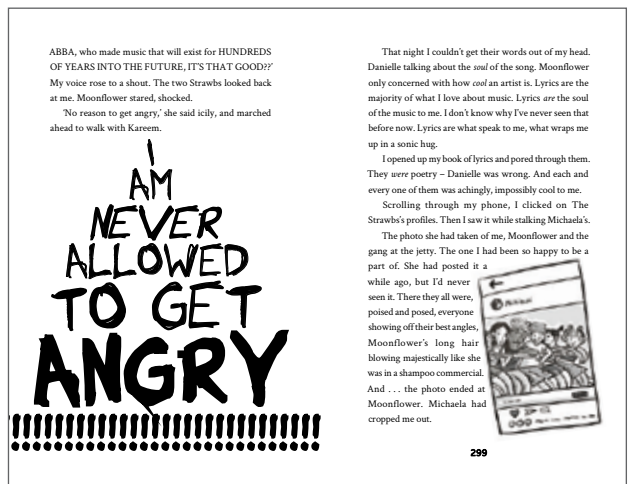 ABBA, who made music that will exist for HUNDREDS
OF YEARS INTO THE FUTURE, IT'S THAT GOOD??'
My voice rose to a shout. The two Strawbs looked back
at me. Moonflower stared, shocked.
'No reason to get angry,' she said icily, and marched
ahead to walk with Kareem.
I
AM
NEVER
ALLOWED
TO GET
ANGRY
!!!!!!!!!!!!!!!!!!!!!!!!!!!!
That night I couldn't get their words out of my head.
Danielle talking about the soul of the song. Moonflower
only concerned with how cool an artist is. Lyrics are the
majority of what I love about music. Lyrics are the soul
of the music to me. I don't know why I've never seen that
before now. Lyrics are what speak to me, what wraps me
up in a sonic hug.
I opened up my book of lyrics and pored through them.
They were poetry – Danielle was wrong. And each and
every one of them was achingly, impossibly cool to me.
Scrolling through my phone, I clicked on The
Strawbs's profiles. Then I saw it while stalking Michaela's.
The photo she had taken of me, Moonflower and the
gang at the jetty. The one I had been so happy to be a
part of. She had posted it a
while ago, but I'd never
seen it. There they all were,
poised and posed, everyone
showing off their best angles,
Moonflower's long hair
blowing majestically like she
was in a shampoo commercial.
And . . . the photo ended at
Moonflower. Michaela had
cropped me out.
299